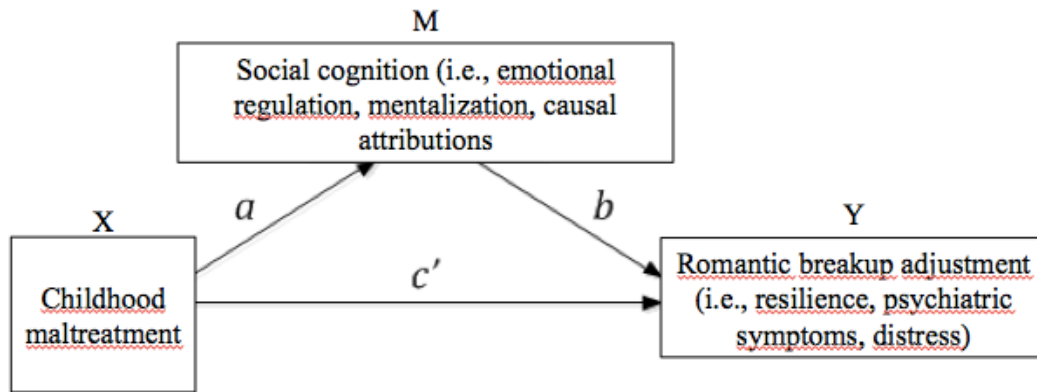 M
Social cognition (i.e., emotional
regulation, mentalization, causal
attributions
a
b
X
Y
c′
Childhood
maltreatment
Romantic breakup adjustment
(i.e., resilience, psychiatric
symptoms, distress)